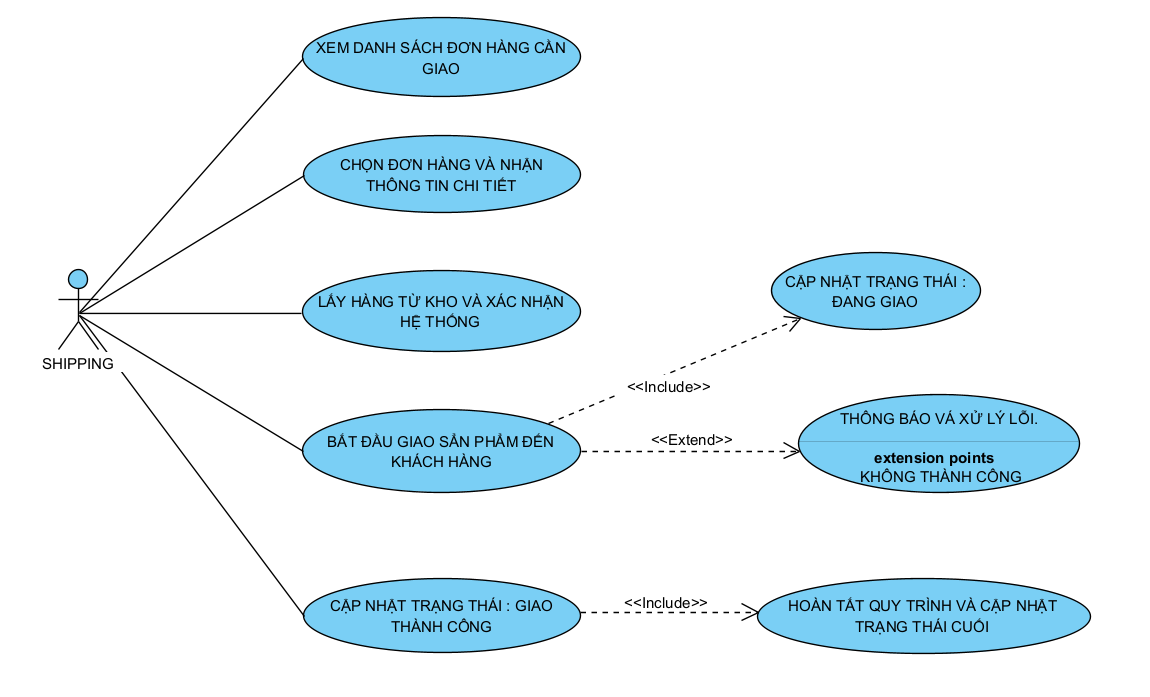 XEM DANH SÁCH ĐƠN HÀNG CẦN
GIAO
CHỌN ĐƠN HÀNG VÀ NHẬN
THÔNG TIN CHI TIẾT
SHIPPING
LẤY HÀNG TỪ KHO VÀ XÁC NHẬN
HỆ THỐNG
CẬP NHẬT TRẠNG THÁI :
ĐANG GIAO
<<Include>>
BẮT ĐẦU GIAO SẢN PHẨM ĐẾN
KHÁCH HÀNG
<<Extend>>
THÔNG BÁO VÁ XỬ LÝ LỖI.
extension points
KHÔNG THÀNH CÔNG
CẬP NHẬT TRẠNG THÁI : GIAO
THÀNH CÔNG
<<Include>>
HOÀN TẤT QUY TRÌNH VÀ CẬP NHẬT
TRẠNG THÁI CUỐI